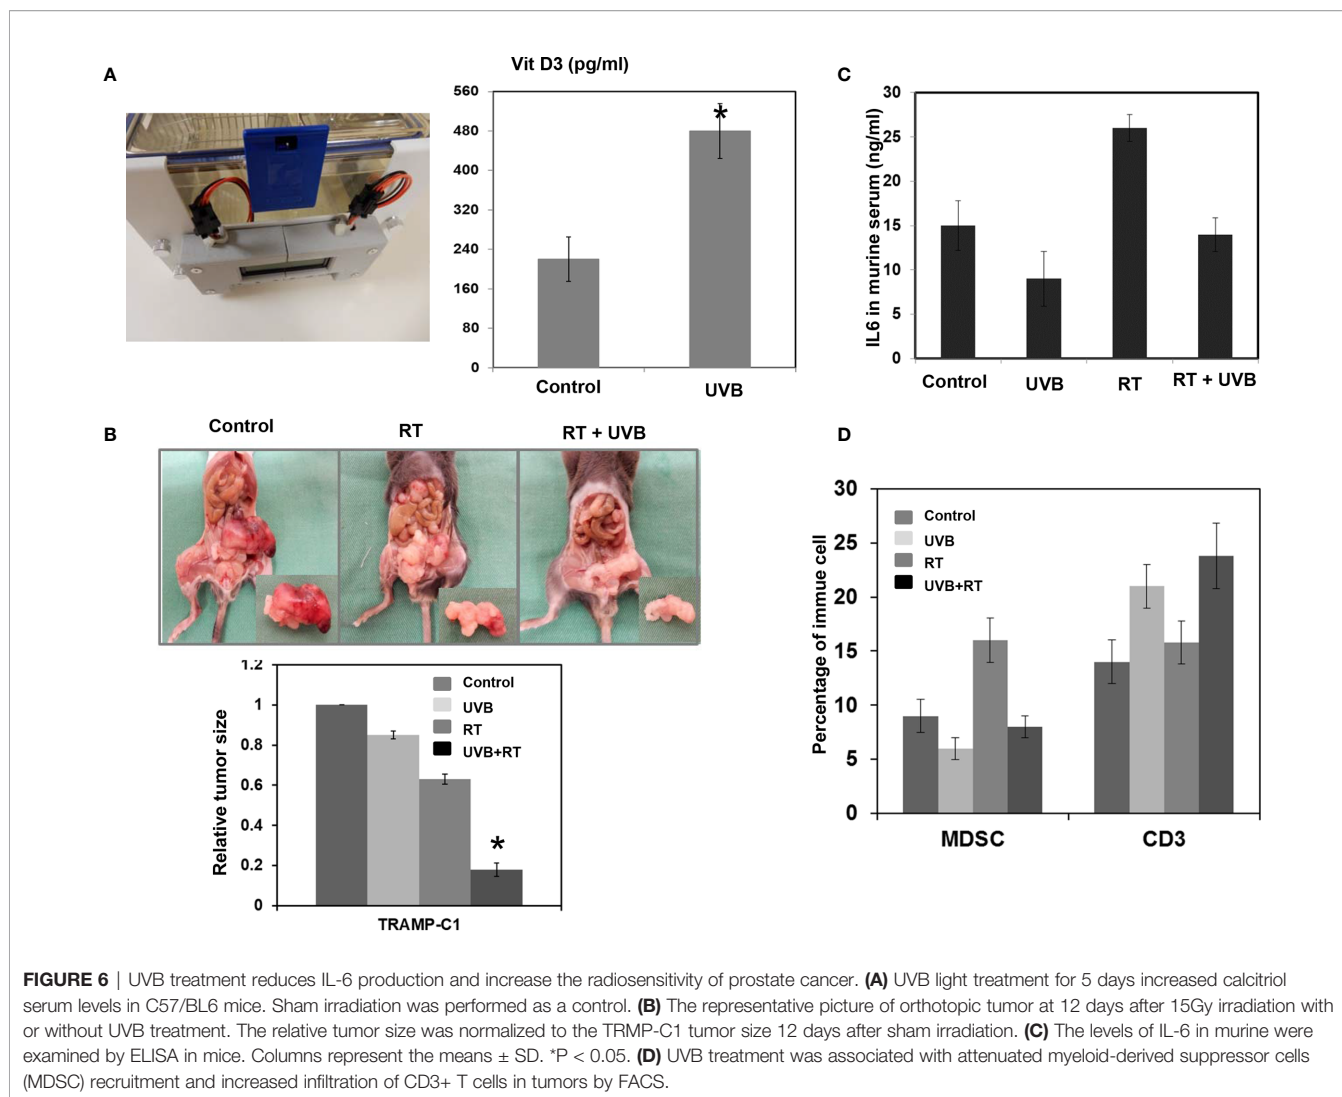 A
Vit D3 (pg/ml)
560
480
400
320
240
160
80
0
*
Control
UVB
C
IL6 in murine serum (ng/ml)
30
25
20
15
10
5
0
Control
UVB
RT
RT + UVB
B
Control
RT
RT + UVB
Relative tumor size
1.2
1
0.8
0.6
0.4
0.2
0
Control
UVB
RT
UVB+RT
*
TRAMP-C1
D
Percentage of immue cell
30
25
20
15
10
5
0
Control
UVB
RT
UVB+RT
MDSC
CD3
FIGURE 6 | UVB treatment reduces IL-6 production and increase the radiosensitivity of prostate cancer. (A) UVB light treatment for 5 days increased calcitriol
serum levels in C57/BL6 mice. Sham irradiation was performed as a control. (B) The representative picture of orthotopic tumor at 12 days after 15Gy irradiation with
or without UVB treatment. The relative tumor size was normalized to the TRMP-C1 tumor size 12 days after sham irradiation. (C) The levels of IL-6 in murine were
examined by ELISA in mice. Columns represent the means ± SD. *P < 0.05. (D) UVB treatment was associated with attenuated myeloid-derived suppressor cells
(MDSC) recruitment and increased infiltration of CD3+ T cells in tumors by FACS.